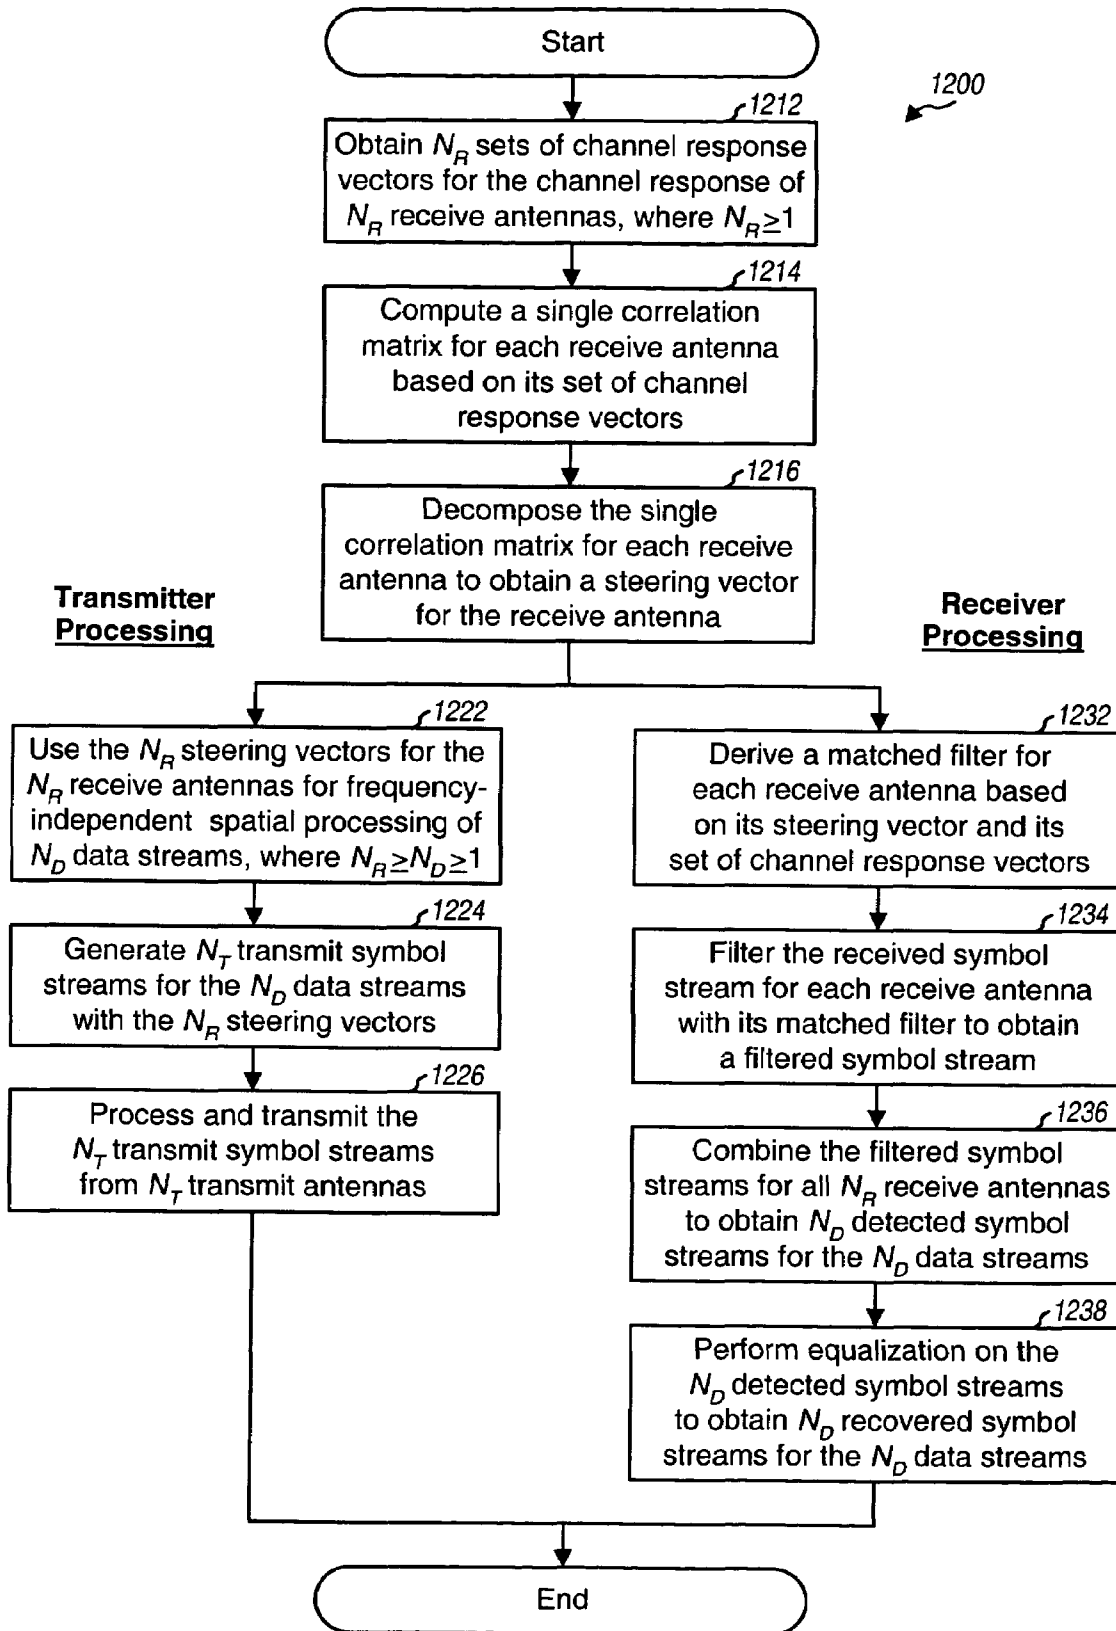 Start
1200
1212
Obtain N_R sets of channel response
vectors for the channel response of
N_R receive antennas, where N_R ≥1
1214
Compute a single correlation
matrix for each receive antenna
based on its set of channel
response vectors
1216
Decompose the single
correlation matrix for each receive
antenna to obtain a steering vector
for the receive antenna
Transmitter
Processing
1222
Use the N_R steering vectors for the
N_R receive antennas for frequency-
independent spatial processing of
N_D data streams, where N_R≥N_D≥1
1224
Generate N_T transmit symbol
streams for the N_D data streams
with the N_R steering vectors
1226
Process and transmit the
N_T transmit symbol streams
from N_T transmit antennas
Receiver
Processing
1232
Derive a matched filter for
each receive antenna based
on its steering vector and its
set of channel response vectors
1234
Filter the received symbol
stream for each receive antenna
with its matched filter to obtain
a filtered symbol stream
1236
Combine the filtered symbol
streams for all N_R receive antennas
to obtain N_D detected symbol
streams for the N_D data streams
1238
Perform equalization on the
N_D detected symbol streams
to obtain N_D recovered symbol
streams for the N_D data streams
End